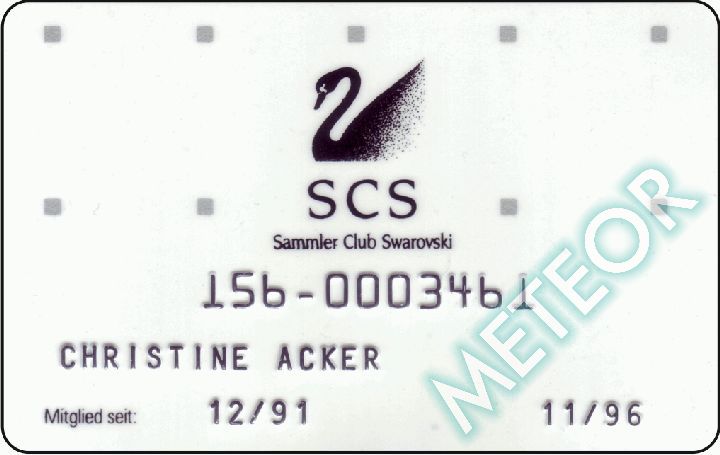 SCS
Sammler Club Swarovski
156-0003461
CHRISTINE ACKER
Mitglied seit: 12/91 11/96
METEOR